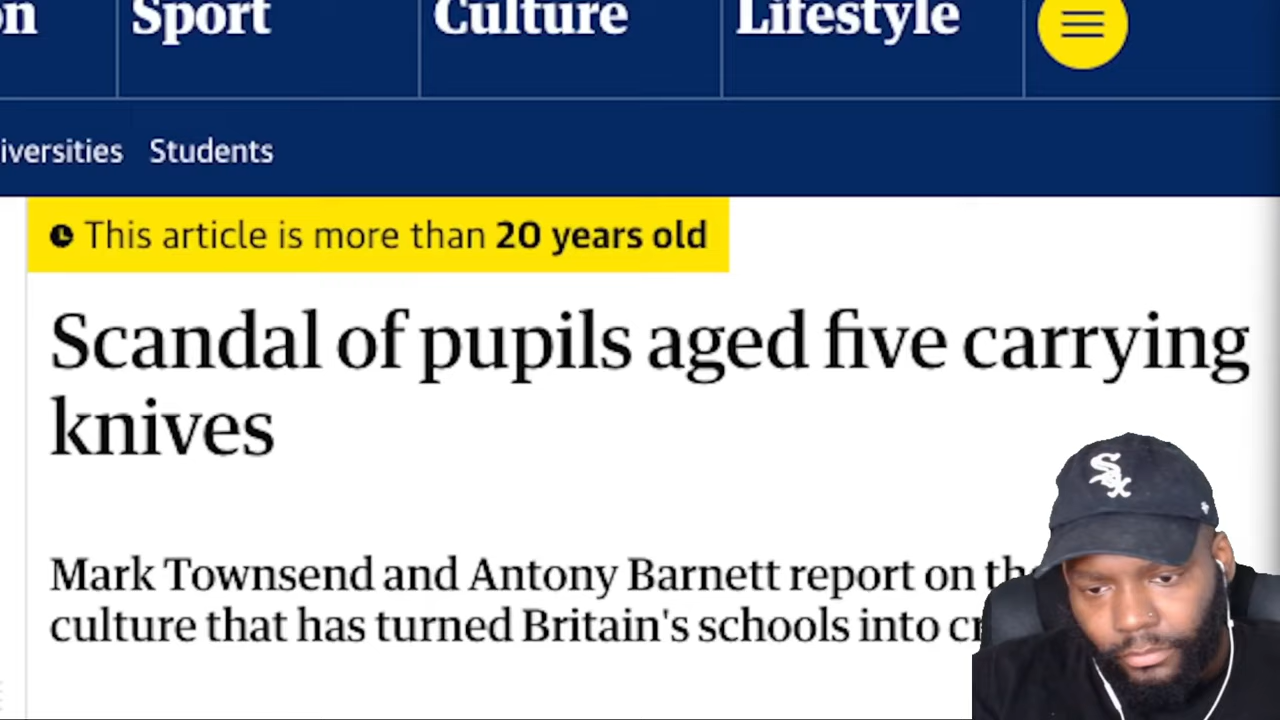 Sport
Culture
Lifestyle
Students
This article is more than 20 years old
Scandal of pupils aged five carrying
knives
Mark Townsend and Antony Barnett report on
culture that has turned Britain's schools into
Sox